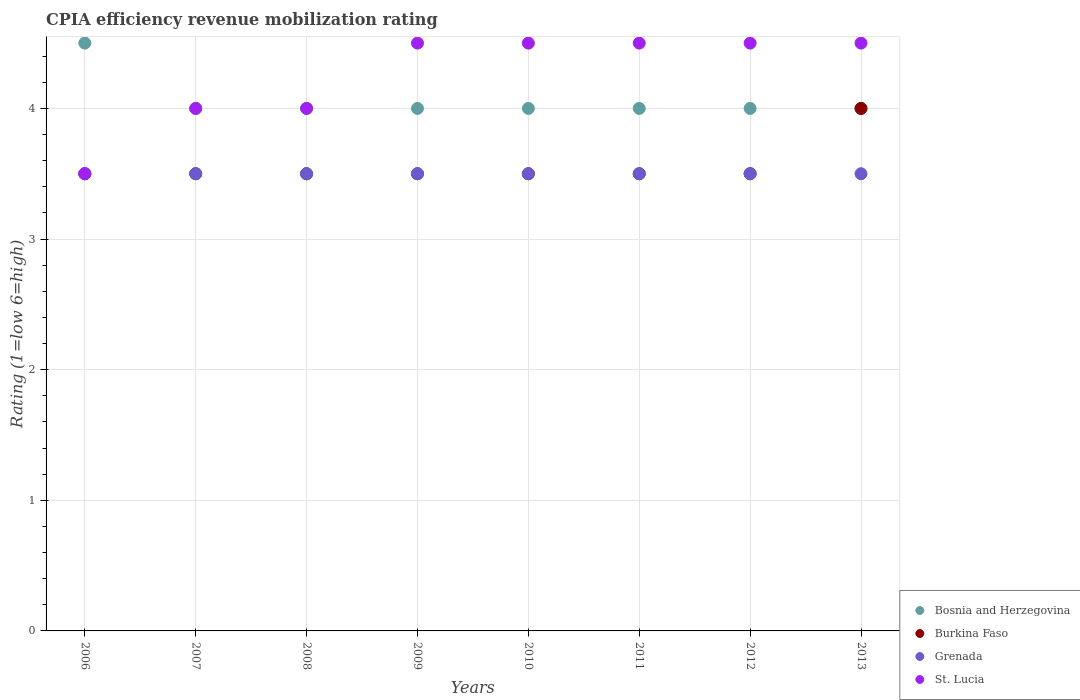 CPIA efficiency revenue mobilization rating
Rating (1=low 6=high)
4
3
2
1
0
2006
2007
2008
2009
2010
2011
2012
2013
Years
Bosnia and Herzegovina
Burkina Faso
Grenada
St. Lucia